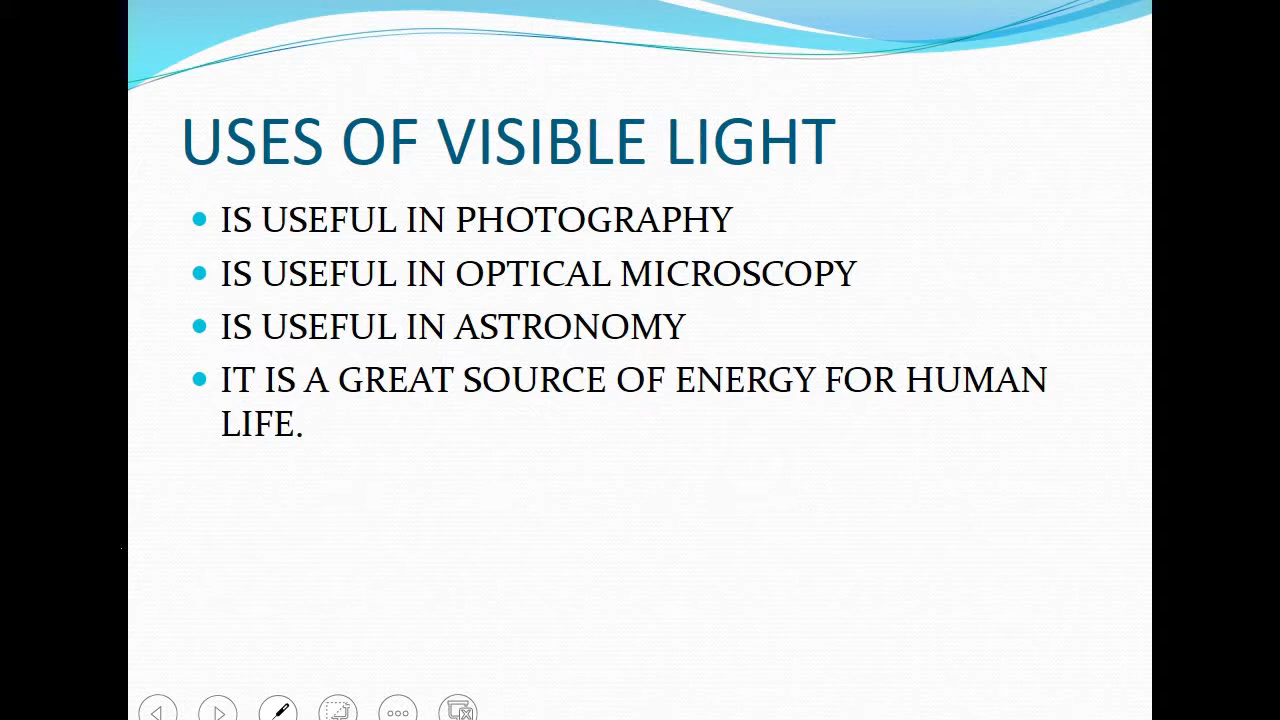 USES OF VISIBLE LIGHT
IS USEFUL IN PHOTOGRAPHY
IS USEFUL IN OPTICAL MICROSCOPY
IS USEFUL IN ASTRONOMY
IT IS A GREAT SOURCE OF ENERGY FOR HUMAN
LIFE.